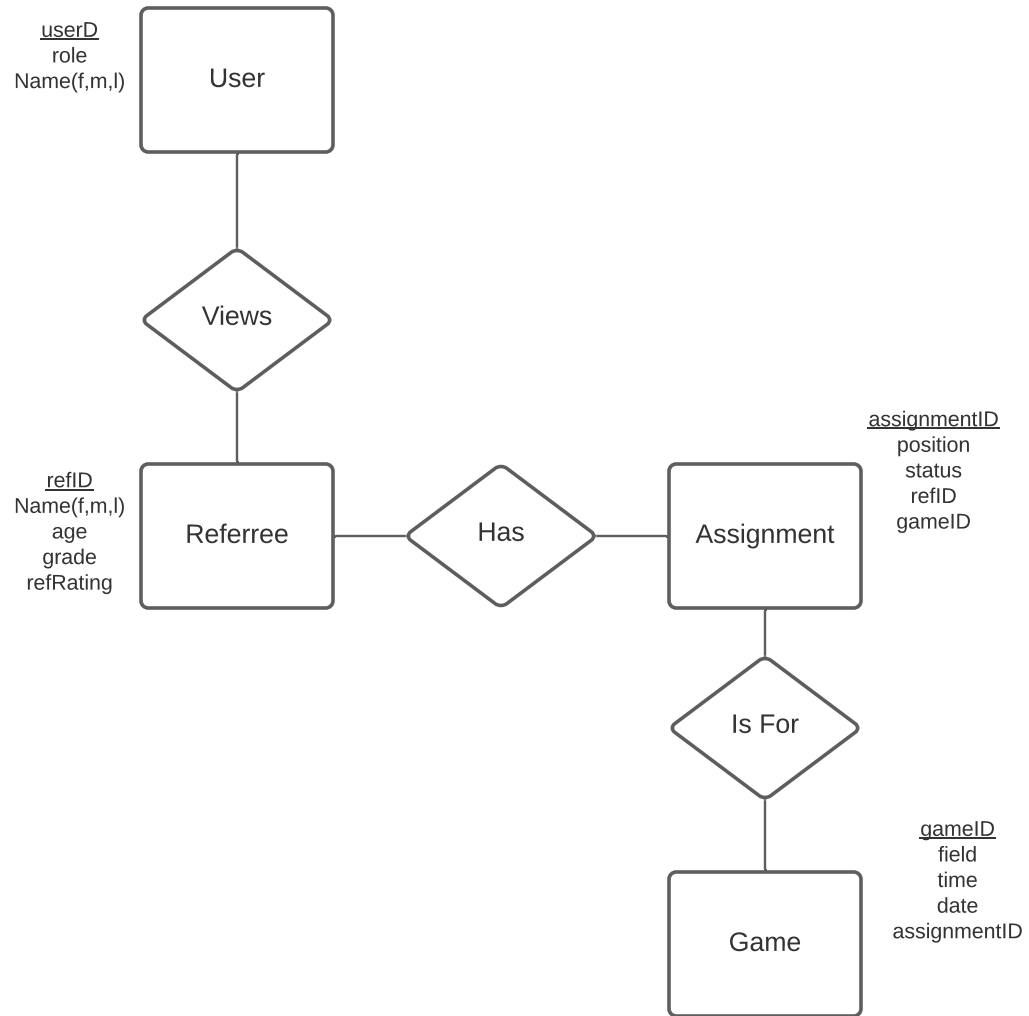 userD
role
Name(f,m,l)
User
Views
refID
Name(f,m,l)
age
grade
refRating
Referree
Has
Assignment
assignmentID
position
status
refID
gameID
Is For
gameID
field
time
date
assignmentID
Game